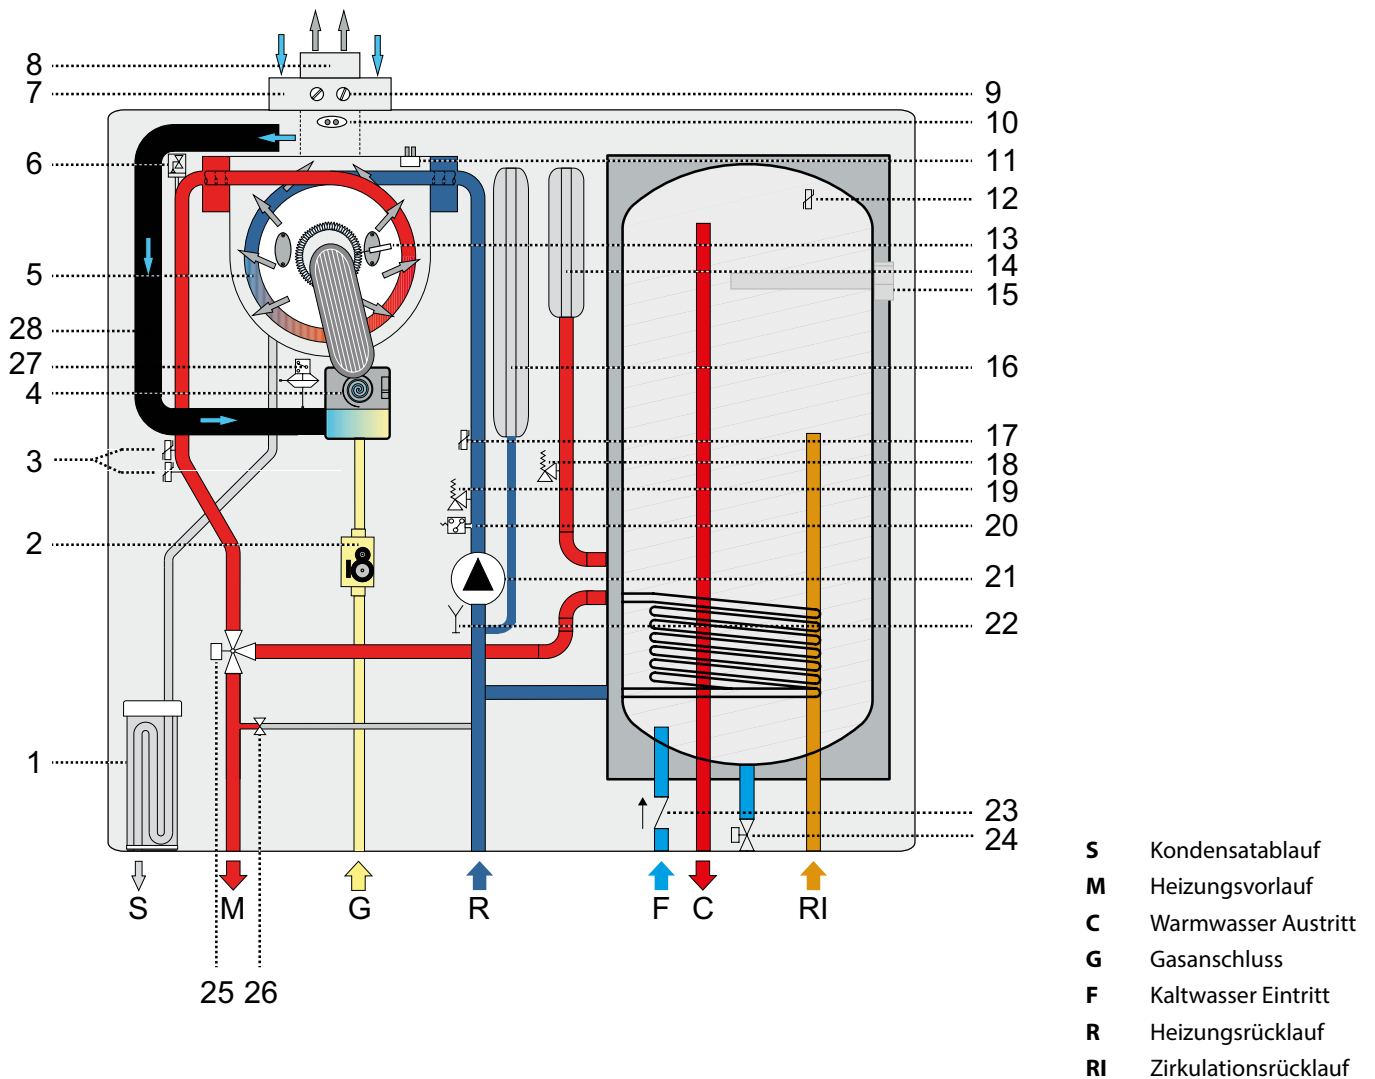 8
7
6
5
28
27
4
3
2
1
9
10
11
12
13
14
15
16
17
18
19
20
21
22
23
24
S
M
G
R
F
C
RI
25
26
S Kondensatablauf
M Heizungsvorlauf
C Warmwasser Austritt
G Gasanschluss
F Kaltwasser Eintritt
R Heizungsrücklauf
RI Zirkulationsrücklauf